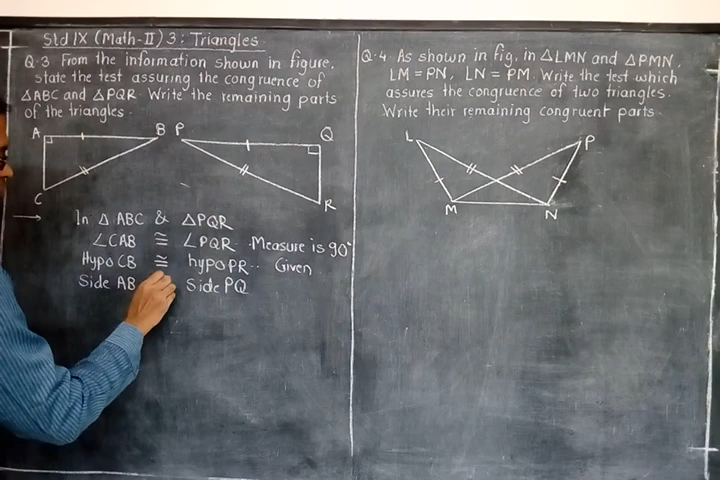 Std IX (Math-II) 3: Triangles
Q.3 From the information shown in figure,
state the test assuring the congruence of
△ABC and △PQR. Write the remaining parts
of the triangles.
A B P Q
C R
→ In △ABC & △PQR
∠CAB ≅ ∠PQR.. Measure is 90°
Hypo CB ≅ hypo PR.. Given
Side AB Side PQ
Q.4 As shown in fig. in △LMN and △PMN,
LM = PN, LN = PM. Write the test which
assures the congruence of two triangles.
Write their remaining congruent parts.
L P
M N